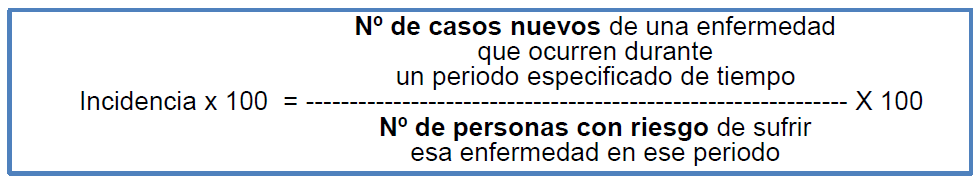 Nº de casos nuevos de una enfermedad
que ocurren durante
un periodo especificado de tiempo
Incidencia x 100 = --------------------------------------------------------------- X 100
Nº de personas con riesgo de sufrir
esa enfermedad en ese periodo